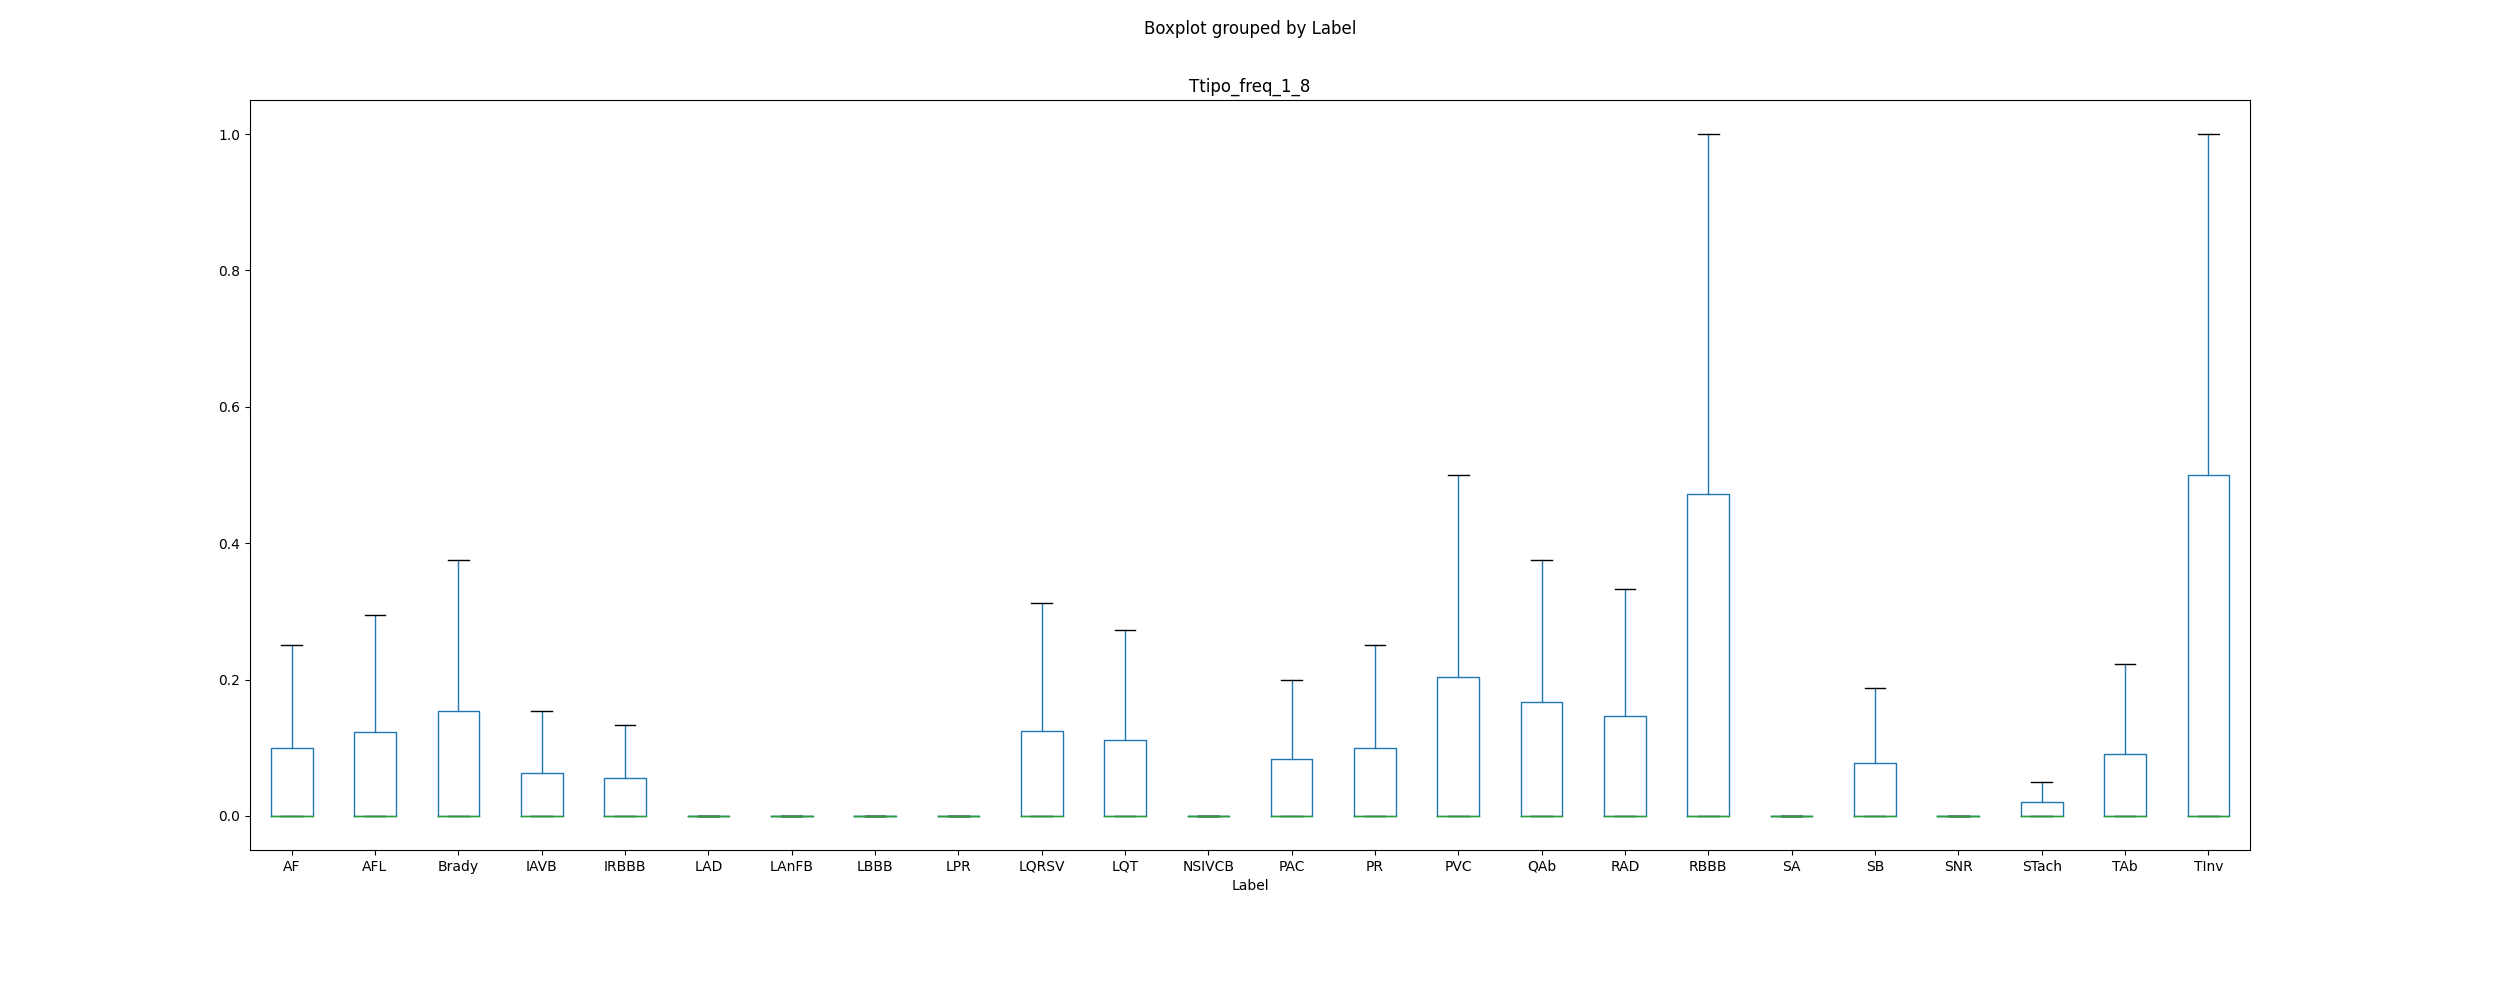 Boxplot grouped by Label
Ttipo_freq_1_8
1.0
0.8
0.6
0.4
0.2
0.0
AF AFL Brady IAVB IRBBB LAD LAnFB LBBB LPR LQRSV LQT NSIVCB PAC PR PVC QAb RAD RBBB SA SB SNR STach TAb TInv
Label